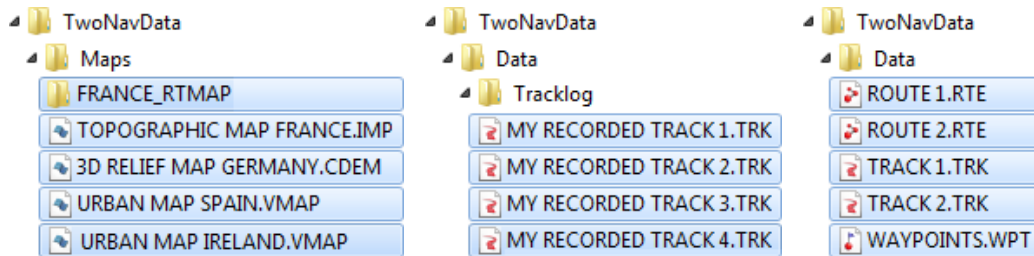 TwoNavData
Maps
FRANCE_RTMAP
TOPOGRAPHIC MAP FRANCE.IMP
3D RELIEF MAP GERMANY.CDEM
URBAN MAP SPAIN.VMAP
URBAN MAP IRELAND.VMAP
TwoNavData
Data
Tracklog
MY RECORDED TRACK 1.TRK
MY RECORDED TRACK 2.TRK
MY RECORDED TRACK 3.TRK
MY RECORDED TRACK 4.TRK
TwoNavData
Data
ROUTE 1.RTE
ROUTE 2.RTE
TRACK 1.TRK
TRACK 2.TRK
WAYPOINTS.WPT